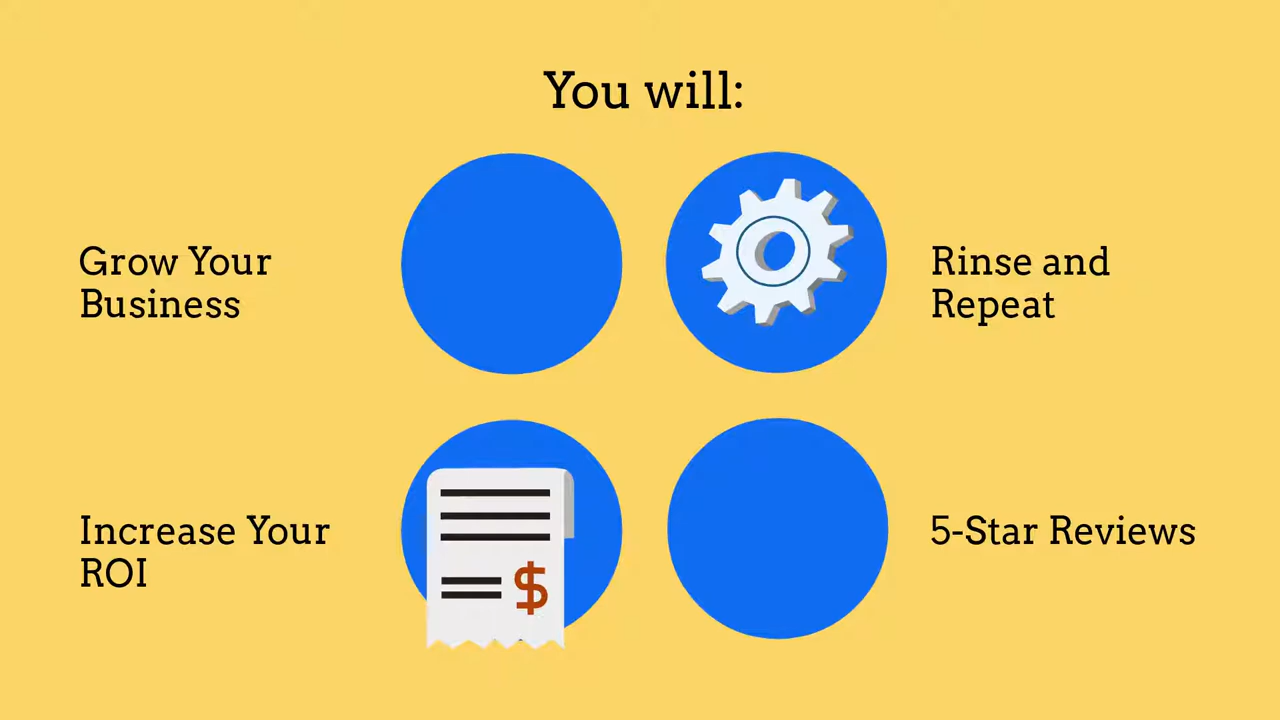 You will:
Grow Your
Business
Rinse and
Repeat
Increase Your
ROI
$
5-Star Reviews